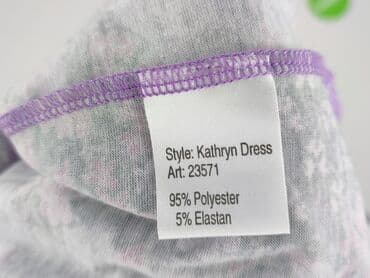 Style: Kathryn Dress
Art: 23571
95% Polyester
5% Elastan